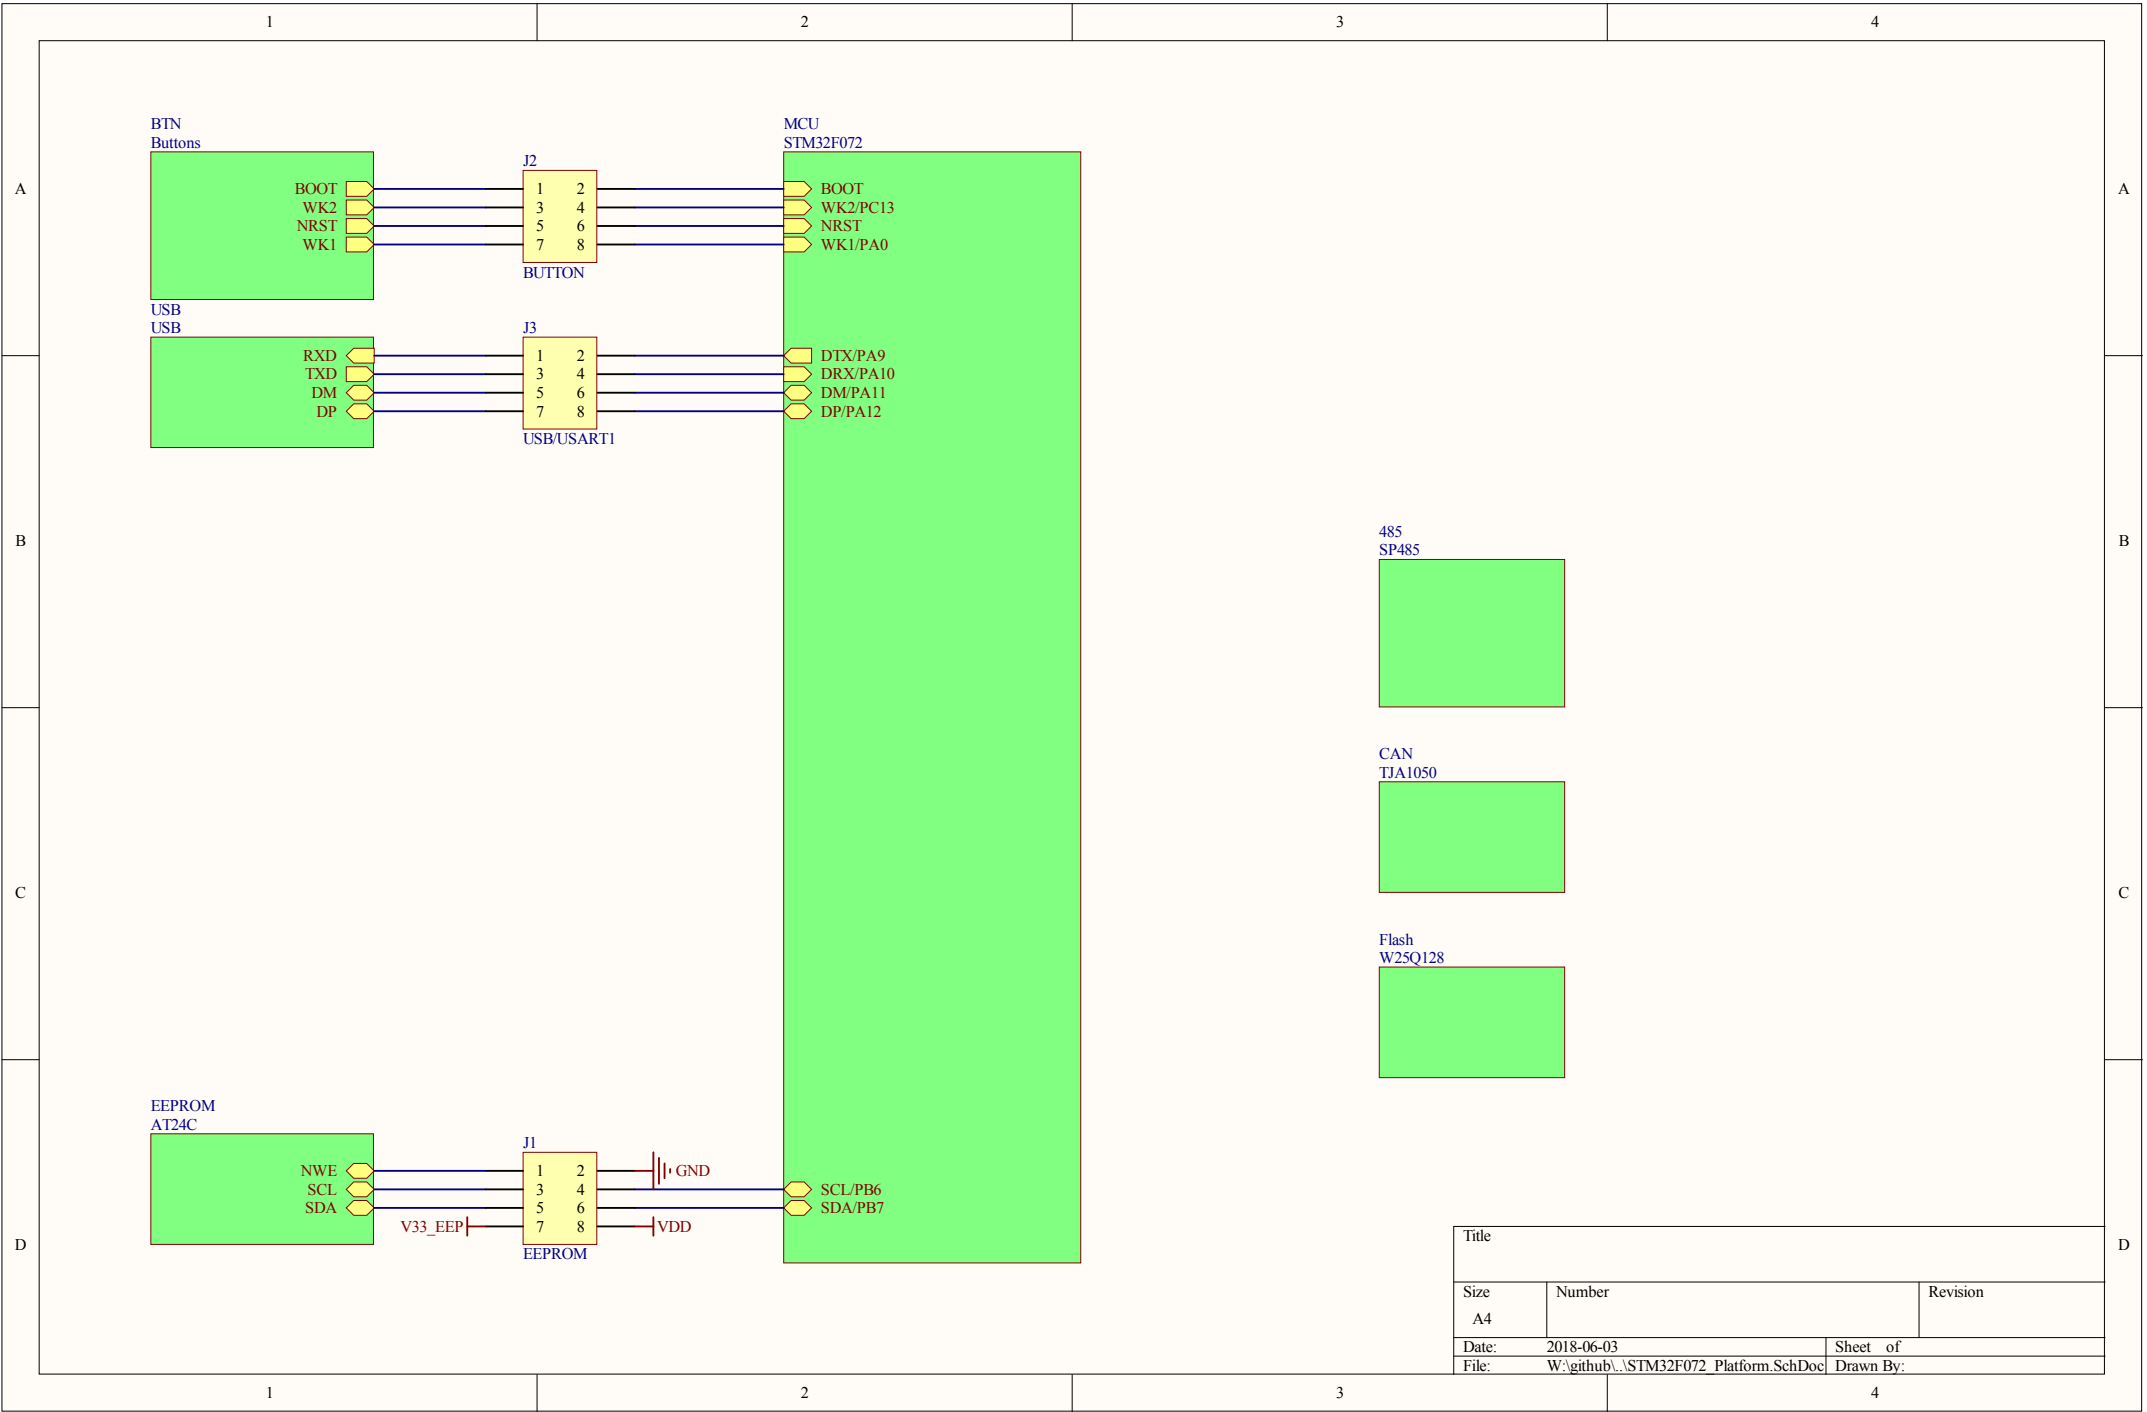 1 2 3 4
BTN
Buttons
BOOT
WK2
NRST
WK1
J2
1 2
3 4
5 6
7 8
BUTTON
MCU
STM32F072
BOOT
WK2/PC13
NRST
WK1/PA0
A A
USB
USB
RXD
TXD
DM
DP
J3
1 2
3 4
5 6
7 8
USB/USART1
DTX/PA9
DRX/PA10
DM/PA11
DP/PA12
B B
485
SP485
CAN
TJA1050
C C
Flash
W25Q128
EEPROM
AT24C
NWE
SCL
SDA
V33_EEP
J1
1 2
3 4
5 6
7 8
EEPROM
GND
VDD
SCL/PB6
SDA/PB7
D D
Title
Size Number Revision
A4
Date: 2018-06-03 Sheet of
File: W:\github\..\STM32F072_Platform.SchDoc Drawn By:
1 2 3 4